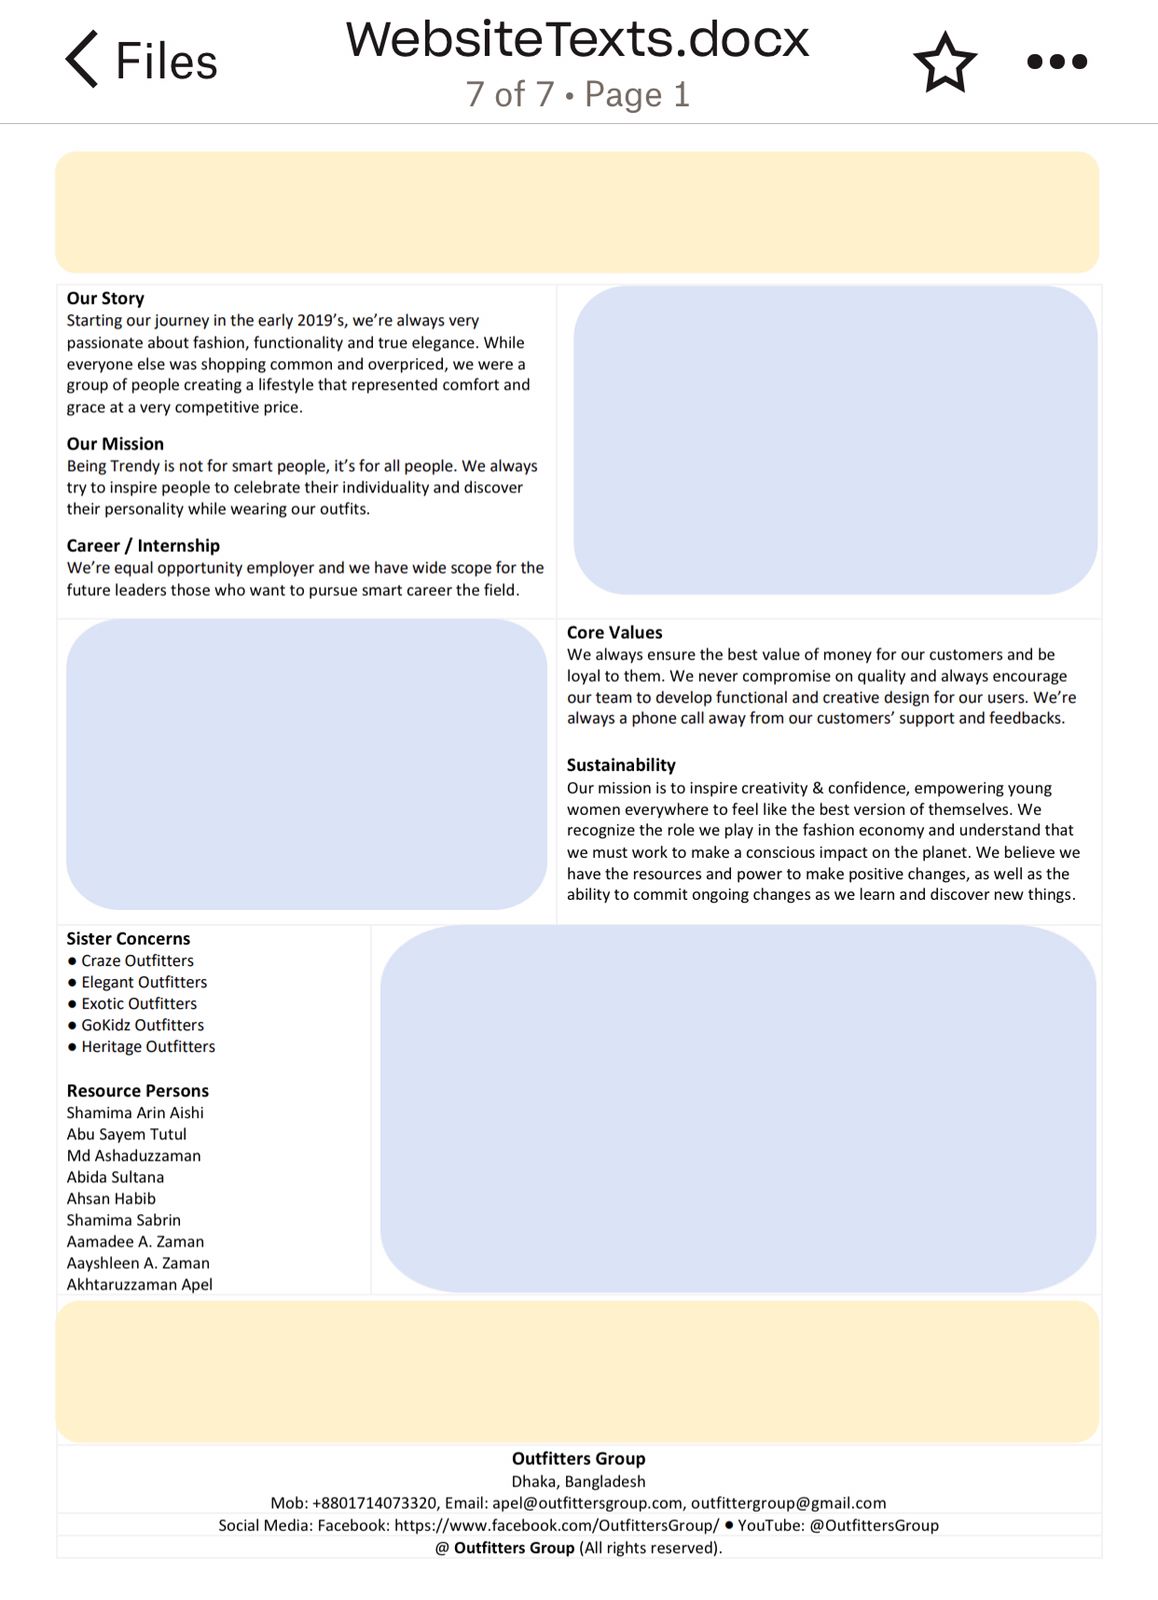 Files
WebsiteTexts.docx
7 of 7 • Page 1
Our Story
Starting our journey in the early 2019’s, we’re always very
passionate about fashion, functionality and true elegance. While
everyone else was shopping common and overpriced, we were a
group of people creating a lifestyle that represented comfort and
grace at a very competitive price.
Our Mission
Being Trendy is not for smart people, it’s for all people. We always
try to inspire people to celebrate their individuality and discover
their personality while wearing our outfits.
Career / Internship
We’re equal opportunity employer and we have wide scope for the
future leaders those who want to pursue smart career the field.
Core Values
We always ensure the best value of money for our customers and be
loyal to them. We never compromise on quality and always encourage
our team to develop functional and creative design for our users. We’re
always a phone call away from our customers’ support and feedbacks.
Sustainability
Our mission is to inspire creativity & confidence, empowering young
women everywhere to feel like the best version of themselves. We
recognize the role we play in the fashion economy and understand that
we must work to make a conscious impact on the planet. We believe we
have the resources and power to make positive changes, as well as the
ability to commit ongoing changes as we learn and discover new things.
Sister Concerns
● Craze Outfitters
● Elegant Outfitters
● Exotic Outfitters
● GoKidz Outfitters
● Heritage Outfitters
Resource Persons
Shamima Arin Aishi
Abu Sayem Tutul
Md Ashaduzzaman
Abida Sultana
Ahsan Habib
Shamima Sabrin
Aamadee A. Zaman
Aayshleen A. Zaman
Akhtaruzzaman Apel
Outfitters Group
Dhaka, Bangladesh
Mob: +8801714073320, Email: apel@outfittersgroup.com, outfittergroup@gmail.com
Social Media: Facebook: https://www.facebook.com/OutfittersGroup/ ● YouTube: @OutfittersGroup
@ Outfitters Group (All rights reserved).